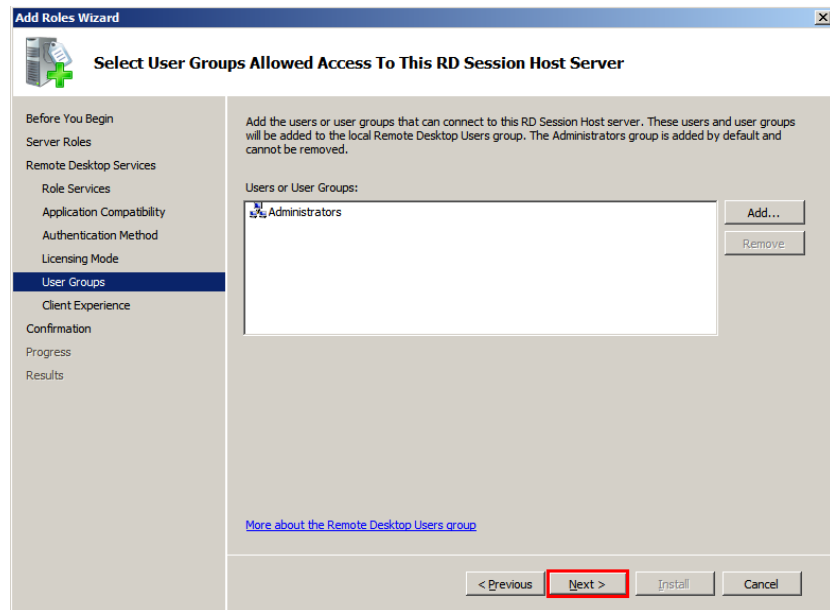 Add Roles Wizard
Select User Groups Allowed Access To This RD Session Host Server
Before You Begin
Server Roles
Remote Desktop Services
Role Services
Application Compatibility
Authentication Method
Licensing Mode
User Groups
Client Experience
Confirmation
Progress
Results
Add the users or user groups that can connect to this RD Session Host server. These users and user groups
will be added to the local Remote Desktop Users group. The Administrators group is added by default and
cannot be removed.
Users or User Groups:
Administrators
Add...
Remove
More about the Remote Desktop Users group
< Previous
Next >
Install
Cancel